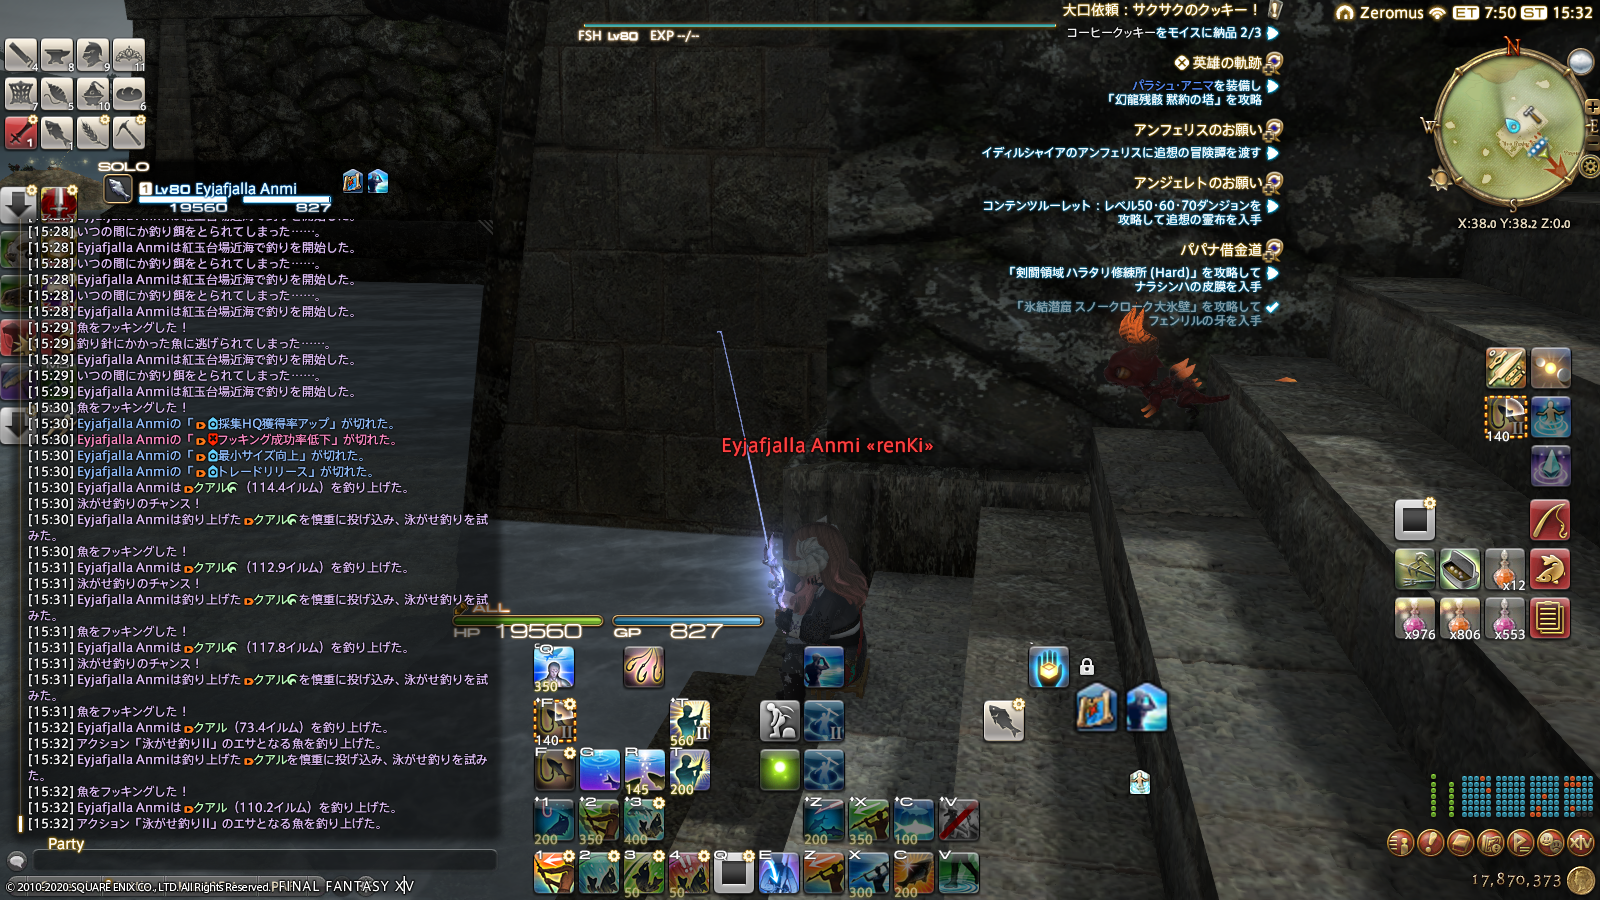 FSH Lv80 EXP --/--
大口依頼：サクサクのクッキー！
コーヒークッキーをモイスに納品 2/3
英雄の軌跡
パラシュ・アニマを装備し
「幻龍残骸 黙約の塔」を攻略
アンフェリスのお願い
イディルシャイアのアンフェリスに追想の冒険譚を渡す
アンジェレトのお願い
コンテンツルーレット：レベル50・60・70ダンジョンを
攻略して追想の霊布を入手
パパナ借金道
「剣闘領域 ハラタリ修練所 (Hard)」を攻略して
ナラシンハの皮膜を入手
「氷結潜窟 スノークローク大氷壁」を攻略して
フェンリルの牙を入手
Zeromus ET 7:50 ST 15:32
N
W
E
S
X:38.0 Y:38.2 Z:0.0
4 8 9 11
7 5 10 6
1 1
SOLO
1 Lv80 Eyjafjalla Anmi
19560 827
[15:28] いつの間にか釣り餌をとられてしまった……。
[15:28] Eyjafjalla Anmiは紅玉台場近海で釣りを開始した。
[15:28] いつの間にか釣り餌をとられてしまった……。
[15:28] Eyjafjalla Anmiは紅玉台場近海で釣りを開始した。
[15:28] いつの間にか釣り餌をとられてしまった……。
[15:28] Eyjafjalla Anmiは紅玉台場近海で釣りを開始した。
[15:29] 魚をフッキングした！
[15:29] 釣り針にかかった魚に逃げられてしまった……。
[15:29] Eyjafjalla Anmiは紅玉台場近海で釣りを開始した。
[15:29] いつの間にか釣り餌をとられてしまった……。
[15:29] Eyjafjalla Anmiは紅玉台場近海で釣りを開始した。
[15:30] 魚をフッキングした！
[15:30] Eyjafjalla Anmiの「採集HQ獲得率アップ」が切れた。
[15:30] Eyjafjalla Anmiの「フッキング成功率低下」が切れた。
[15:30] Eyjafjalla Anmiの「最小サイズ向上」が切れた。
[15:30] Eyjafjalla Anmiの「トレードリリース」が切れた。
[15:30] Eyjafjalla Anmiはクアル（114.4イルム）を釣り上げた。
[15:30] 泳がせ釣りのチャンス！
[15:30] Eyjafjalla Anmiは釣り上げたクアルを慎重に投げ込み、泳がせ釣りを試
みた。
[15:30] 魚をフッキングした！
[15:31] Eyjafjalla Anmiはクアル（112.9イルム）を釣り上げた。
[15:31] 泳がせ釣りのチャンス！
[15:31] Eyjafjalla Anmiは釣り上げたクアルを慎重に投げ込み、泳がせ釣りを試
みた。
[15:31] 魚をフッキングした！
[15:31] Eyjafjalla Anmiはクアル（117.8イルム）を釣り上げた。
[15:31] 泳がせ釣りのチャンス！
[15:31] Eyjafjalla Anmiは釣り上げたクアルを慎重に投げ込み、泳がせ釣りを試
みた。
[15:31] 魚をフッキングした！
[15:32] Eyjafjalla Anmiはクアル（73.4イルム）を釣り上げた。
[15:32] アクション「泳がせ釣りII」のエサとなる魚を釣り上げた。
[15:32] Eyjafjalla Anmiは釣り上げたクアルを慎重に投げ込み、泳がせ釣りを試み
た。
[15:32] 魚をフッキングした！
[15:32] Eyjafjalla Anmiはクアル（110.2イルム）を釣り上げた。
[15:32] アクション「泳がせ釣りII」のエサとなる魚を釣り上げた。
Party
© 2010-2020 SQUARE ENIX CO., LTD. All Rights Reserved. FINAL FANTASY XIV
Eyjafjalla Anmi «renKi»
ALL
HP 19560 GP 827
350
140 560
F G R T
145 200
1 2 3 Z X C V
200 350 400 200 350 100
1 2 3 4 Q E Z X C V
50 50 300 200
140
x12
x976 x806 x553
XIV
17,870,373